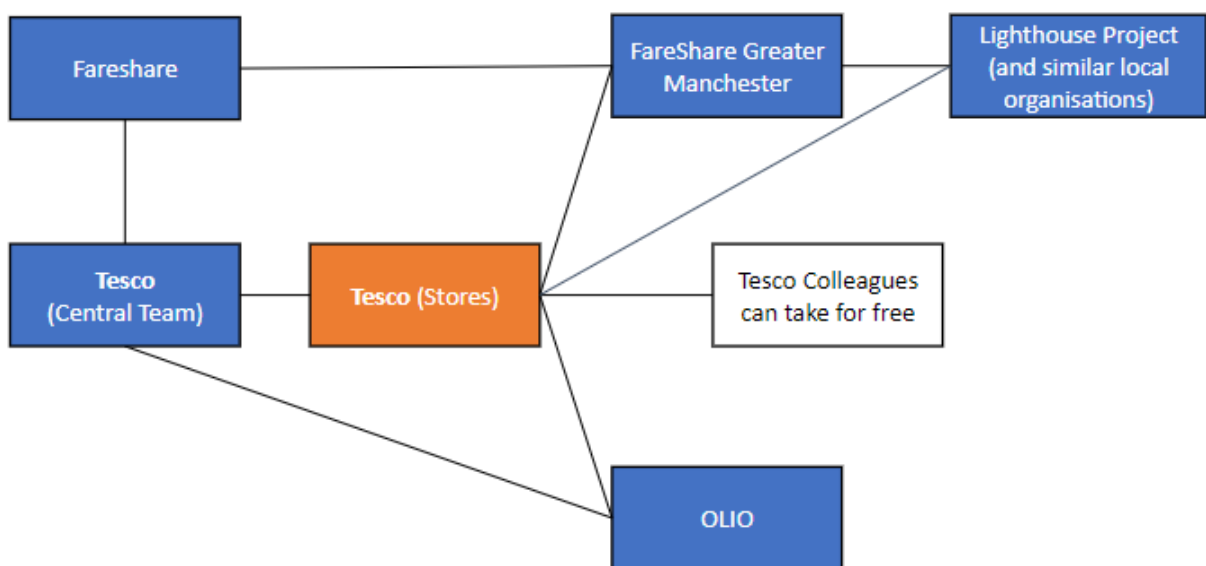 Fareshare
FareShare Greater
Manchester
Lighthouse Project
(and similar local
organisations)
Tesco
(Central Team)
Tesco (Stores)
Tesco Colleagues
can take for free
OLIO